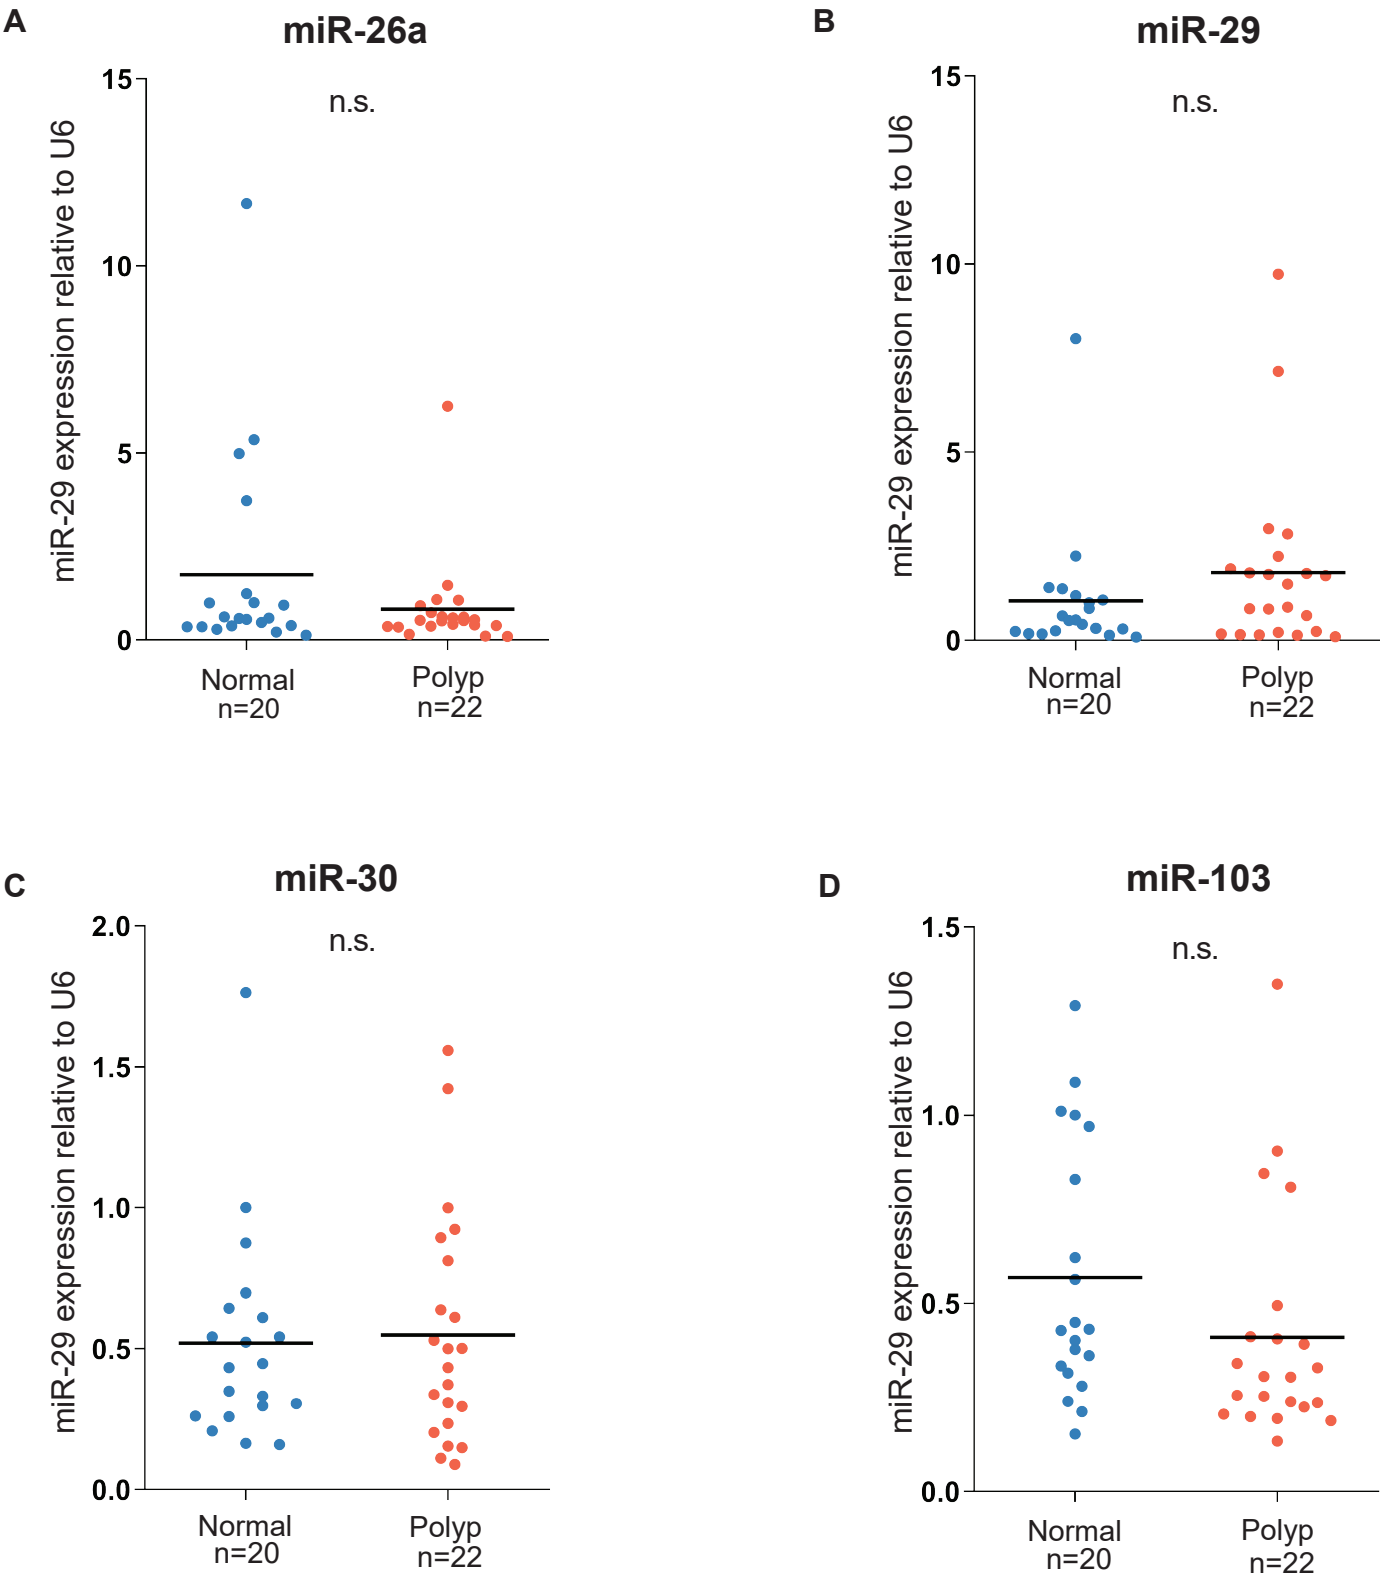 A
miR-26a
n.s.
miR-29 expression relative to U6
15
10
5
0
Normal
n=20
Polyp
n=22
B
miR-29
n.s.
miR-29 expression relative to U6
15
10
5
0
Normal
n=20
Polyp
n=22
C
miR-30
n.s.
miR-29 expression relative to U6
2.0
1.5
1.0
0.5
0.0
Normal
n=20
Polyp
n=22
D
miR-103
n.s.
miR-29 expression relative to U6
1.5
1.0
0.5
0.0
Normal
n=20
Polyp
n=22